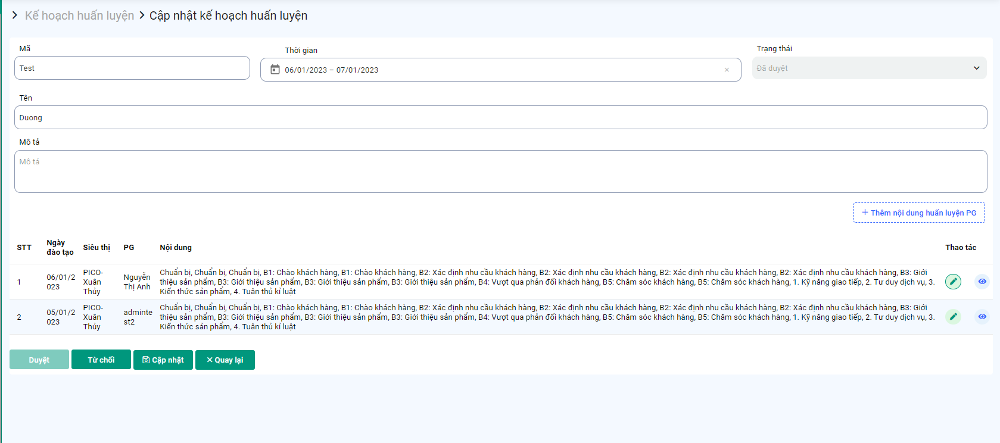 Kế hoạch huấn luyện Cập nhật kế hoạch huấn luyện
Mã
Thời gian
Trạng thái
Test
06/01/2023 – 07/01/2023
Đã duyệt
Tên
Duong
Mô tả
Mô tả
+ Thêm nội dung huấn luyện PG
STT
Ngày
đào tạo
Siêu thị
PG
Nội dung
Thao tác
1
06/01/2
023
PICO-
Xuân
Thủy
Nguyễn
Thị Anh
Chuẩn bị, Chuẩn bị, Chuẩn bị, B1: Chào khách hàng, B1: Chào khách hàng, B2: Xác định nhu cầu khách hàng, B2: Xác định nhu cầu khách hàng, B2: Xác định nhu cầu khách hàng, B2: Xác định nhu cầu khách hàng, B3: Giới
thiệu sản phẩm, B3: Giới thiệu sản phẩm, B3: Giới thiệu sản phẩm, B3: Giới thiệu sản phẩm, B4: Vượt qua phản đối khách hàng, B5: Chăm sóc khách hàng, B5: Chăm sóc khách hàng, 1. Kỹ năng giao tiếp, 2. Tư duy dịch vụ, 3.
Kiến thức sản phẩm, 4. Tuân thủ kỉ luật
2
05/01/2
023
PICO-
Xuân
Thủy
adminte
st2
Chuẩn bị, Chuẩn bị, Chuẩn bị, B1: Chào khách hàng, B1: Chào khách hàng, B2: Xác định nhu cầu khách hàng, B2: Xác định nhu cầu khách hàng, B2: Xác định nhu cầu khách hàng, B2: Xác định nhu cầu khách hàng, B3: Giới
thiệu sản phẩm, B3: Giới thiệu sản phẩm, B3: Giới thiệu sản phẩm, B3: Giới thiệu sản phẩm, B4: Vượt qua phản đối khách hàng, B5: Chăm sóc khách hàng, B5: Chăm sóc khách hàng, 1. Kỹ năng giao tiếp, 2. Tư duy dịch vụ, 3.
Kiến thức sản phẩm, 4. Tuân thủ kỉ luật
Duyệt
Từ chối
Cập nhật
Quay lại